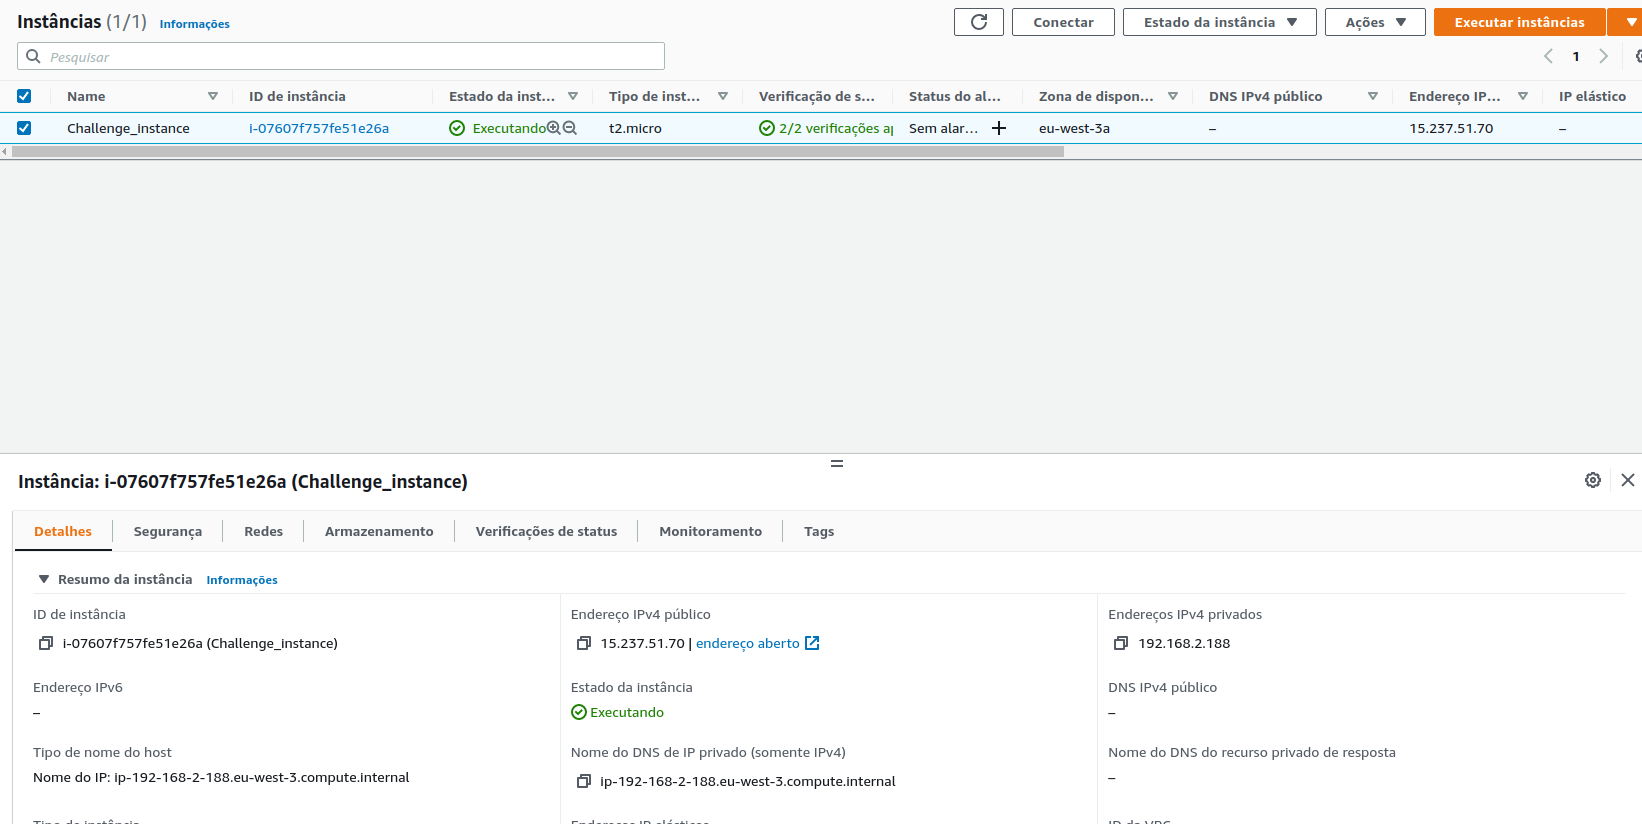 Instâncias (1/1) Informações
Conectar
Estado da instância
Ações
Executar instâncias
Pesquisar
1
Name ID de instância Estado da inst... Tipo de inst... Verificação de s... Status do al... Zona de dispon... DNS IPv4 público Endereço IP... IP elástico
Challenge_instance i-07607f757fe51e26a Executando t2.micro 2/2 verificações ap Sem alar... eu-west-3a – 15.237.51.70 –
Instância: i-07607f757fe51e26a (Challenge_instance)
Detalhes Segurança Redes Armazenamento Verificações de status Monitoramento Tags
Resumo da instância Informações
ID de instância
i-07607f757fe51e26a (Challenge_instance)
Endereço IPv4 público
15.237.51.70 | endereço aberto
Endereços IPv4 privados
192.168.2.188
Endereço IPv6
–
Estado da instância
Executando
DNS IPv4 público
–
Tipo de nome do host
Nome do IP: ip-192-168-2-188.eu-west-3.compute.internal
Nome do DNS de IP privado (somente IPv4)
ip-192-168-2-188.eu-west-3.compute.internal
Nome do DNS do recurso privado de resposta
–